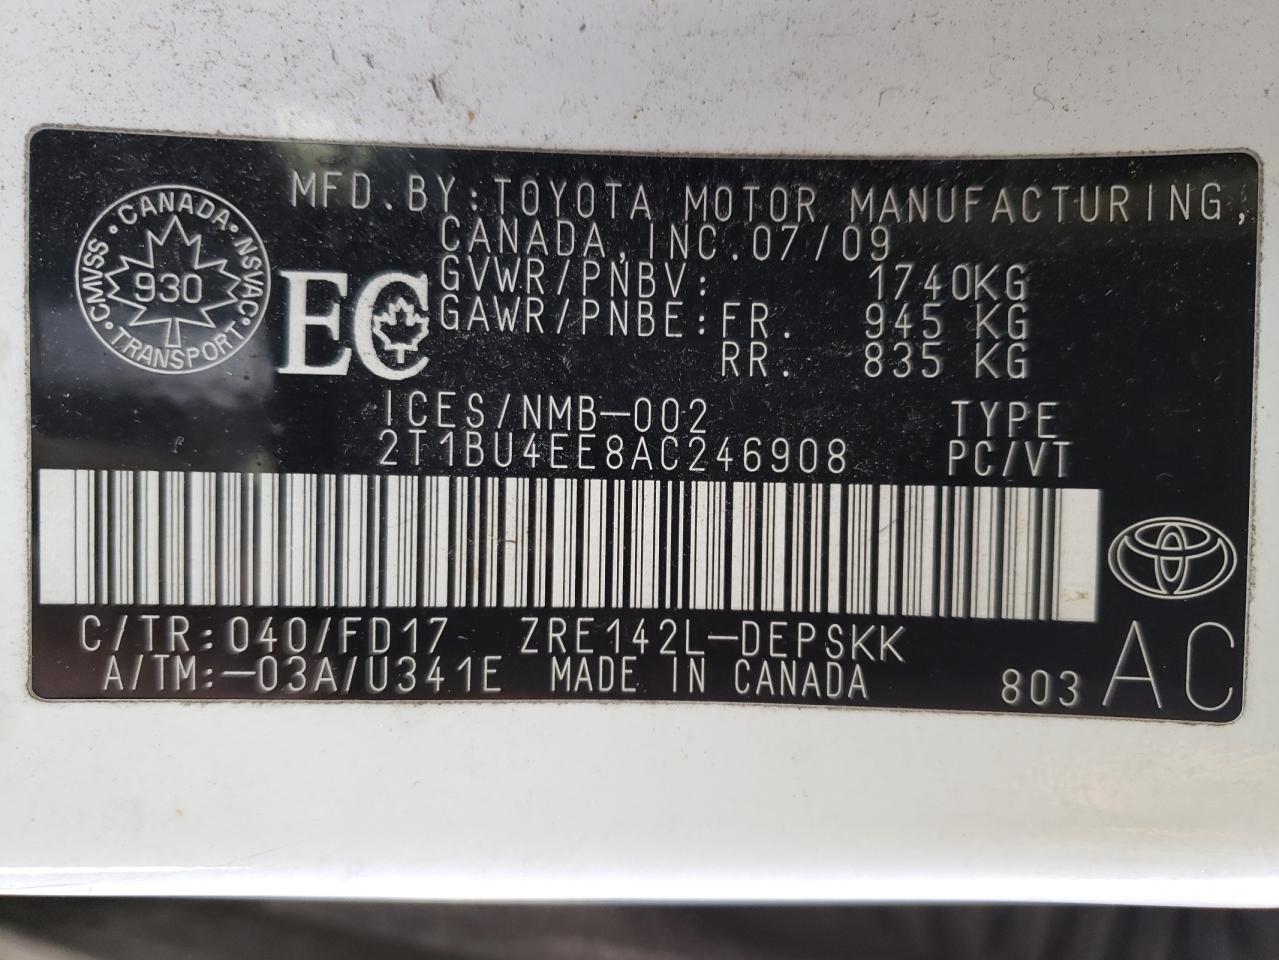 MFD.BY:TOYOTA MOTOR MANUFACTURING,
CANADA,INC.07/09
GVWR/PNBV: 1740KG
GAWR/PNBE:FR. 945 KG
RR. 835 KG
CANADA
CMVSS 930 NSVAC
TRANSPORT
EC
ICES/NMB-002 TYPE
2T1BU4EE8AC246908 PC/VT
C/TR:040/FD17 ZRE142L-DEPSKK
A/TM:-03A/U341E MADE IN CANADA 803 AC